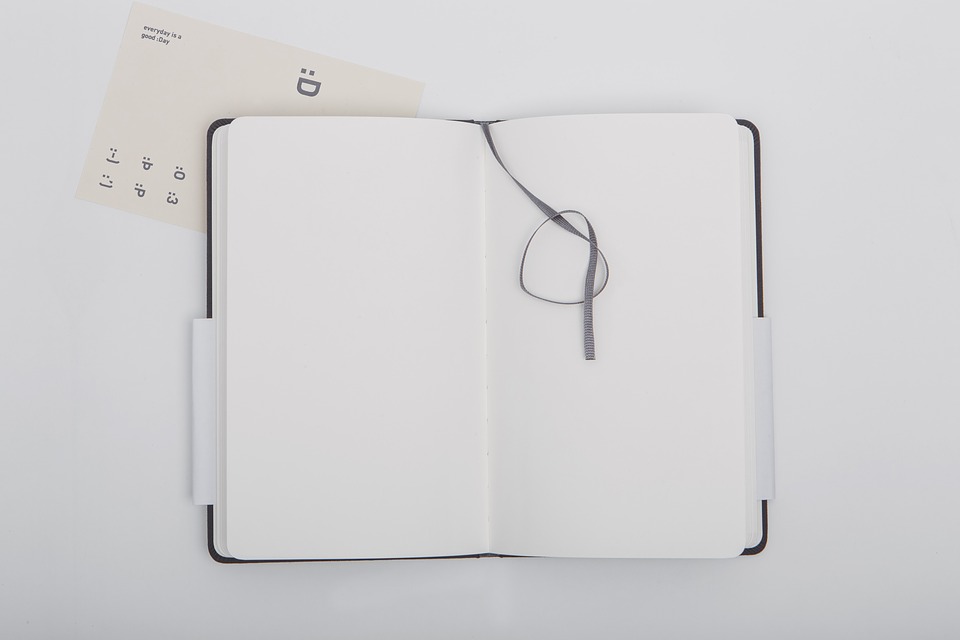 everyday is a
good :Day
:D
:-) :p :O
:') :P :3